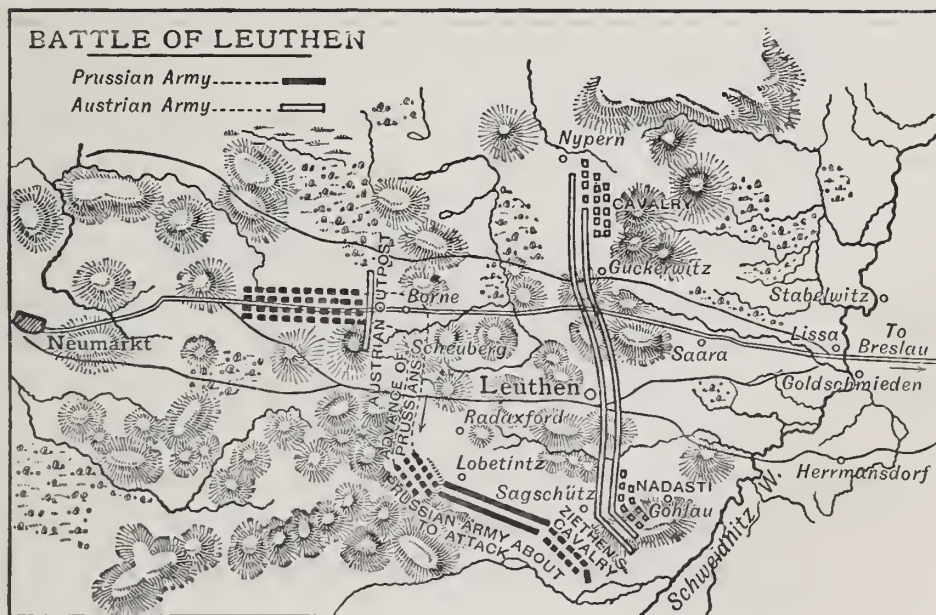 BATTLE OF LEUTHEN
Prussian Army
Austrian Army
Nypern
CAVALRY
Guckerwitz
Stabelwitz
AUSTRIAN OUTPOST
Borne
Neumarkt
Scheuberg
Saara
Lissa
To
Breslau
ADVANCE OF
PRUSSIANS
Leuthen
Goldschmieden
Radaxford
Lobetintz
Herrmansdorf
Sagschütz
NADASTI
Gohlau
PRUSSIAN ARMY ABOUT
TO ATTACK
ZIETHEN'S
CAVALRY
Schweidnitz W.